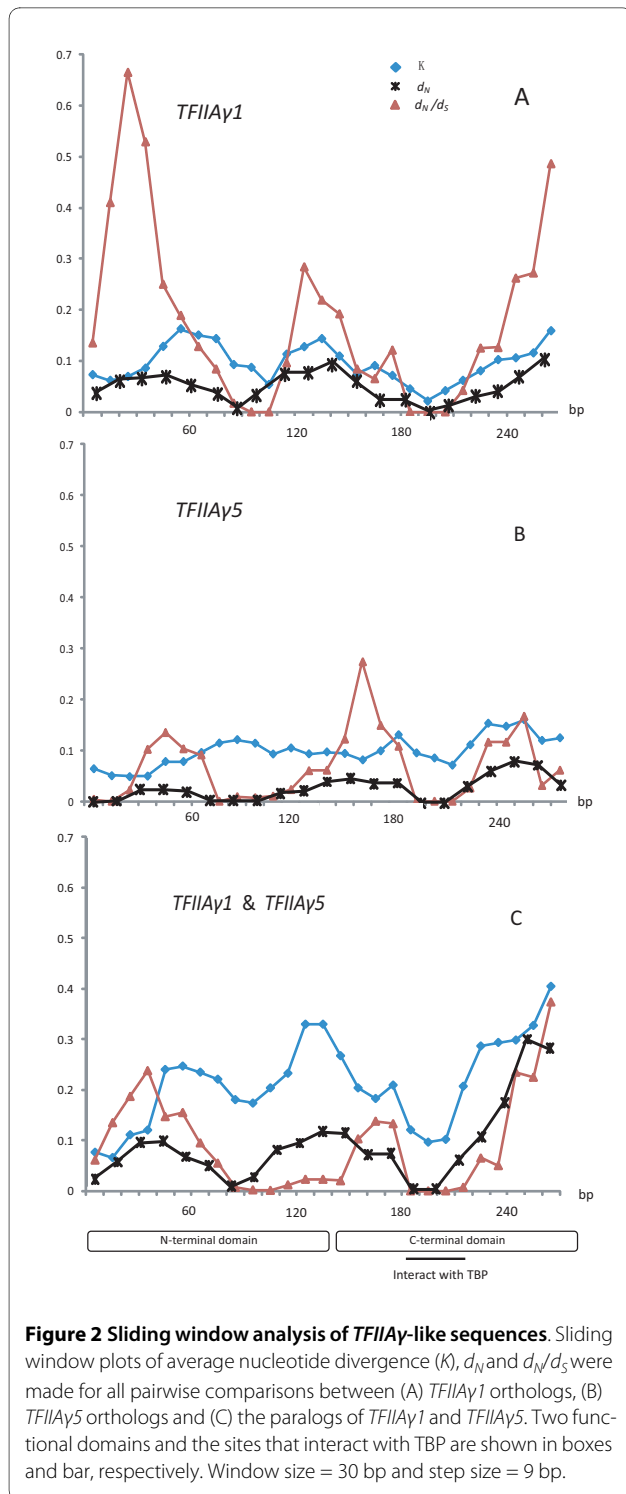 0.7
0.6
0.5
0.4
0.3
0.2
0.1
0
TFIIAγ1
K
dN
dN/dS
A
60
120
180
240
bp
0.7
0.6
0.5
0.4
0.3
0.2
0.1
0
TFIIAγ5
B
60
120
180
240
bp
0.7
0.6
0.5
0.4
0.3
0.2
0.1
0
TFIIAγ1 & TFIIAγ5
C
60
120
180
240
bp
N-terminal domain
C-terminal domain
Interact with TBP
Figure 2 Sliding window analysis of TFIIAγ-like sequences. Sliding
window plots of average nucleotide divergence (K), dN and dN/dS were
made for all pairwise comparisons between (A) TFIIAγ1 orthologs, (B)
TFIIAγ5 orthologs and (C) the paralogs of TFIIAγ1 and TFIIAγ5. Two func-
tional domains and the sites that interact with TBP are shown in boxes
and bar, respectively. Window size = 30 bp and step size = 9 bp.